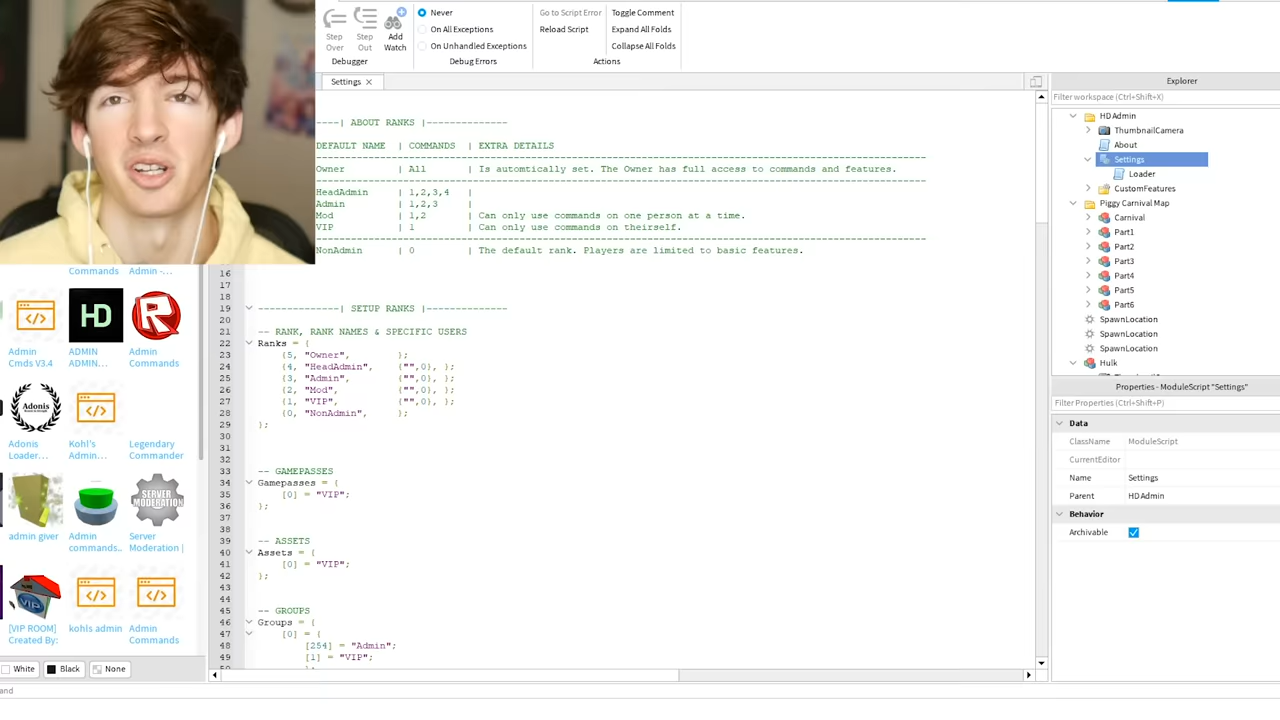 Never
Go to Script Error
Toggle Comment
On All Exceptions
Reload Script
Expand All Folds
On Unhandled Exceptions
Collapse All Folds
Step Over
Step Out
Add Watch
Debugger
Debug Errors
Actions
Settings
Explorer
Filter workspace (Ctrl+Shift+X)
HD Admin
ThumbnailCamera
About
Settings
Loader
CustomFeatures
Piggy Carnival Map
Carnival
Part1
Part2
Part3
Part4
Part5
Part6
SpawnLocation
SpawnLocation
SpawnLocation
Hulk
----| ABOUT RANKS |--------------
DEFAULT NAME | COMMANDS | EXTRA DETAILS
Owner | All | Is automtically set. The Owner has full access to commands and features.
HeadAdmin | 1,2,3,4 |
Admin | 1,2,3 |
Mod | 1,2 | Can only use commands on one person at a time.
VIP | 1 | Can only use commands on theirself.
NonAdmin | 0 | The default rank. Players are limited to basic features.
16
17
18
19 --------------| SETUP RANKS |--------------
20
21 -- RANK, RANK NAMES & SPECIFIC USERS
22 Ranks = {
23 {5, "Owner", };
24 {4, "HeadAdmin", {"",0}, };
25 {3, "Admin", {"",0}, };
26 {2, "Mod", {"",0}, };
27 {1, "VIP", {"",0}, };
28 {0, "NonAdmin", };
29 };
30
31
32
33 -- GAMEPASSES
34 Gamepasses = {
35 [0] = "VIP";
36 };
37
38
39 -- ASSETS
40 Assets = {
41 [0] = "VIP";
42 };
43
44
45 -- GROUPS
46 Groups = {
47 [0] = {
48 [254] = "Admin";
49 [1] = "VIP";
Commands
Admin -...
HD
Admin Cmds V3.4
ADMIN ADMIN...
Admin Commands
Adonis
Adonis Loader...
Kohl's Admin...
Legendary Commander
SERVER MODERATION
admin giver
Admin commands..
Server Moderation |
VIP
[VIP ROOM] Created By:
kohls admin
Admin Commands
White
Black
None
and
Properties - ModuleScript "Settings"
Filter Properties (Ctrl+Shift+P)
Data
ClassName ModuleScript
CurrentEditor
Name Settings
Parent HD Admin
Behavior
Archivable